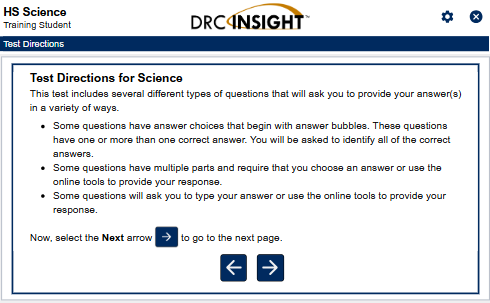 HS Science
Training Student
DRC INSIGHT™
Test Directions
Test Directions for Science
This test includes several different types of questions that will ask you to provide your answer(s)
in a variety of ways.
• Some questions have answer choices that begin with answer bubbles. These questions
have one or more than one correct answer. You will be asked to identify all of the correct
answers.
• Some questions have multiple parts and require that you choose an answer or use the
online tools to provide your response.
• Some questions will ask you to type your answer or use the online tools to provide your
response.
Now, select the Next arrow → to go to the next page.